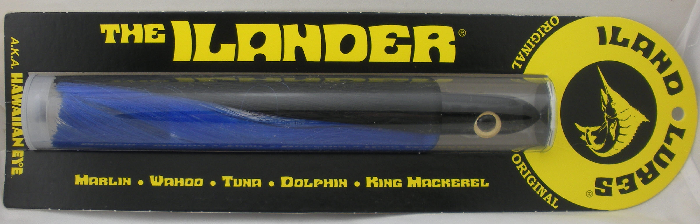 THE ILANDER®
A.K.A. HAWAIIAN EYE
ORIGINAL
ILAND • LURES®
ORIGINAL
MARLIN • WAHOO • TUNA • DOLPHIN • KING MACKEREL